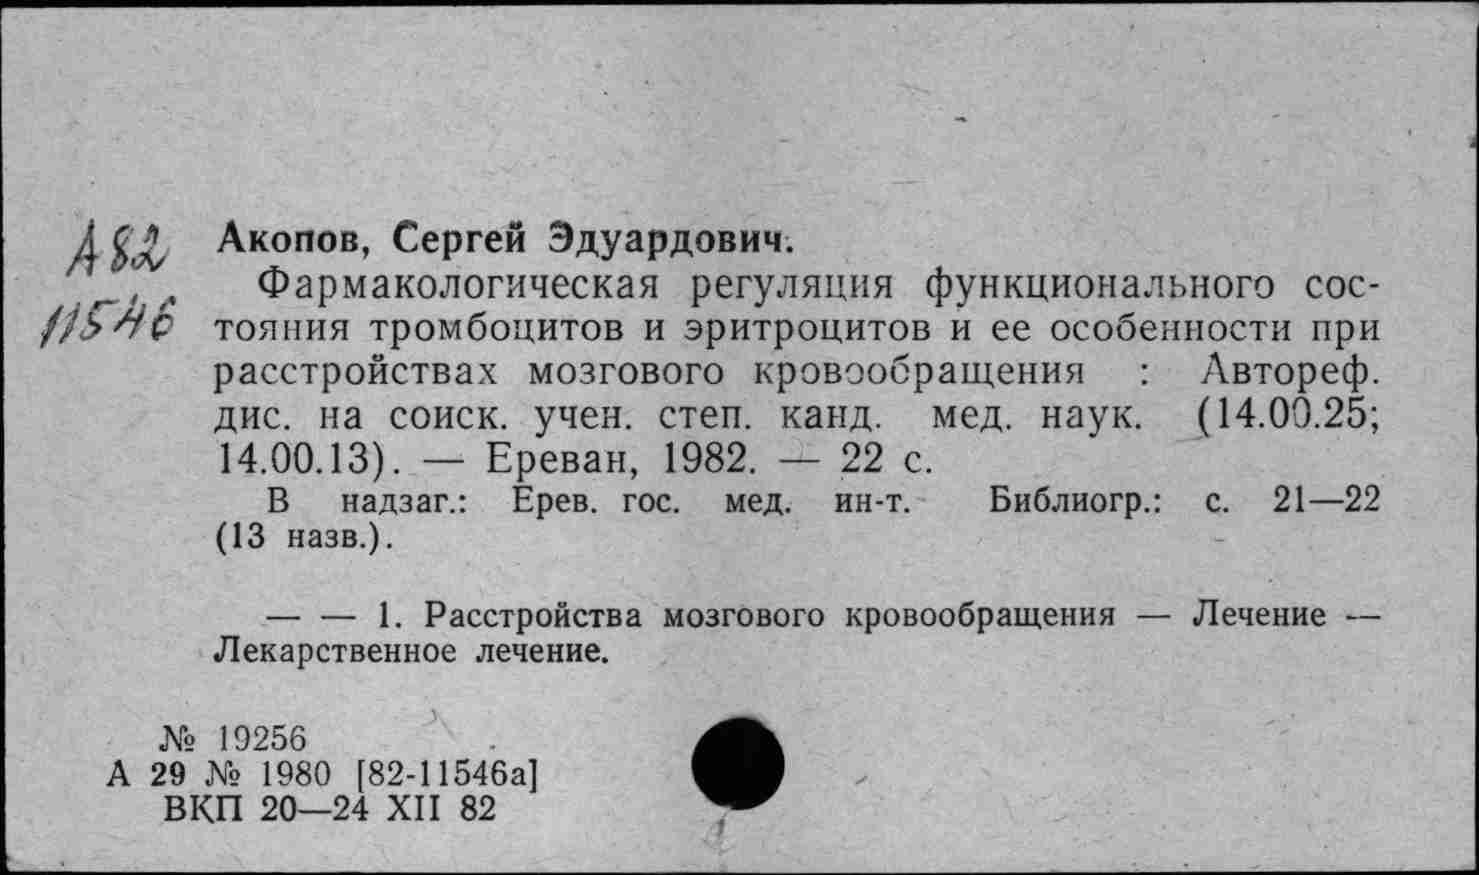 А82
11546
Акопов, Сергей Эдуардович.
Фармакологическая регуляция функционального сос-
тояния тромбоцитов и эритроцитов и ее особенности при
расстройствах мозгового кровообращения : Автореф.
дис. на соиск. учен. степ. канд. мед. наук. (14.00.25;
14.00.13). — Ереван, 1982. — 22 с.
В надзаг.: Ерев. гос. мед. ин-т. Библиогр.: с. 21—22
(13 назв.).
— — 1. Расстройства мозгового кровообращения — Лечение —
Лекарственное лечение.
№ 19256
А 29 № 1980 [82-11546а]
ВКП 20—24 XII 82